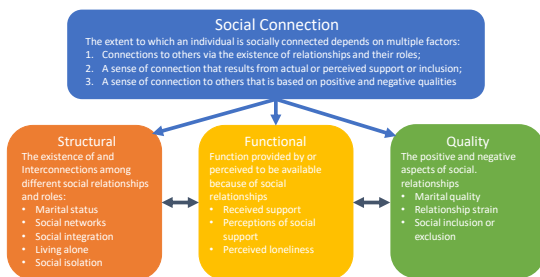 Social Connection
The extent to which an individual is socially connected depends on multiple factors:
1. Connections to others via the existence of relationships and their roles;
2. A sense of connection that results from actual or perceived support or inclusion;
3. A sense of connection to others that is based on positive and negative qualities
Structural
The existence of and
Interconnections among
different social relationships
and roles:
• Marital status
• Social networks
• Social integration
• Living alone
• Social isolation
Functional
Function provided by or
perceived to be available
because of social
relationships
• Received support
• Perceptions of social
support
• Perceived loneliness
Quality
The positive and negative
aspects of social.
relationships
• Marital quality
• Relationship strain
• Social inclusion or
exclusion